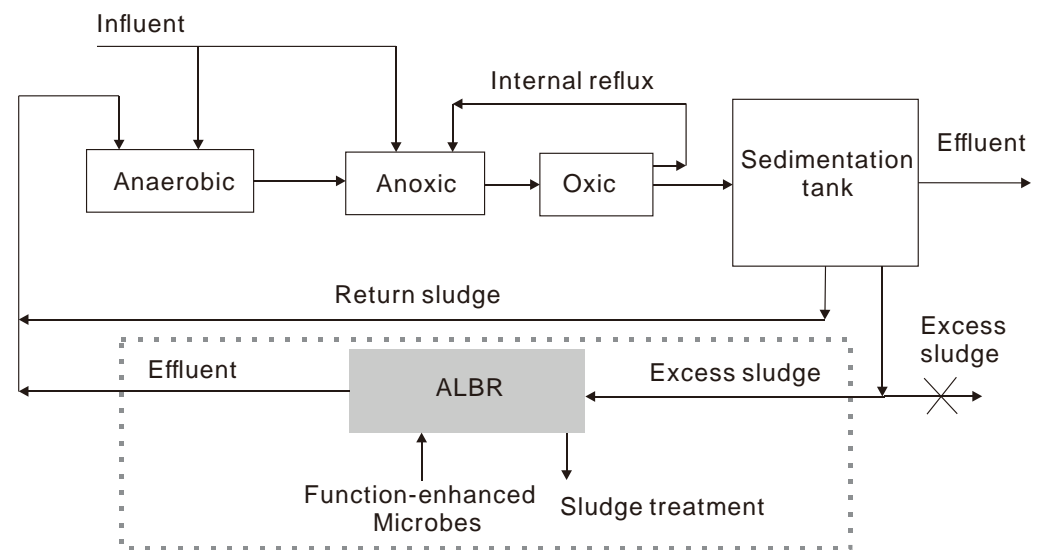 Influent
Internal reflux
Effluent
Sedimentation
tank
Anaerobic
Anoxic
Oxic
Return sludge
Excess
sludge
Effluent
ALBR
Excess sludge
Function-enhanced
Microbes
Sludge treatment